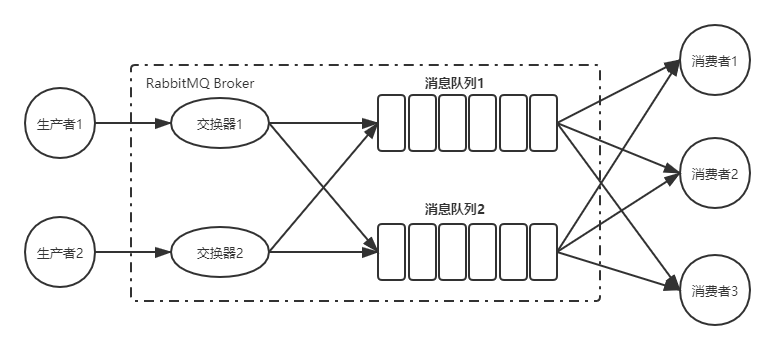 消费者1
RabbitMQ Broker
消息队列1
生产者1
交换器1
消费者2
消息队列2
生产者2
交换器2
消费者3